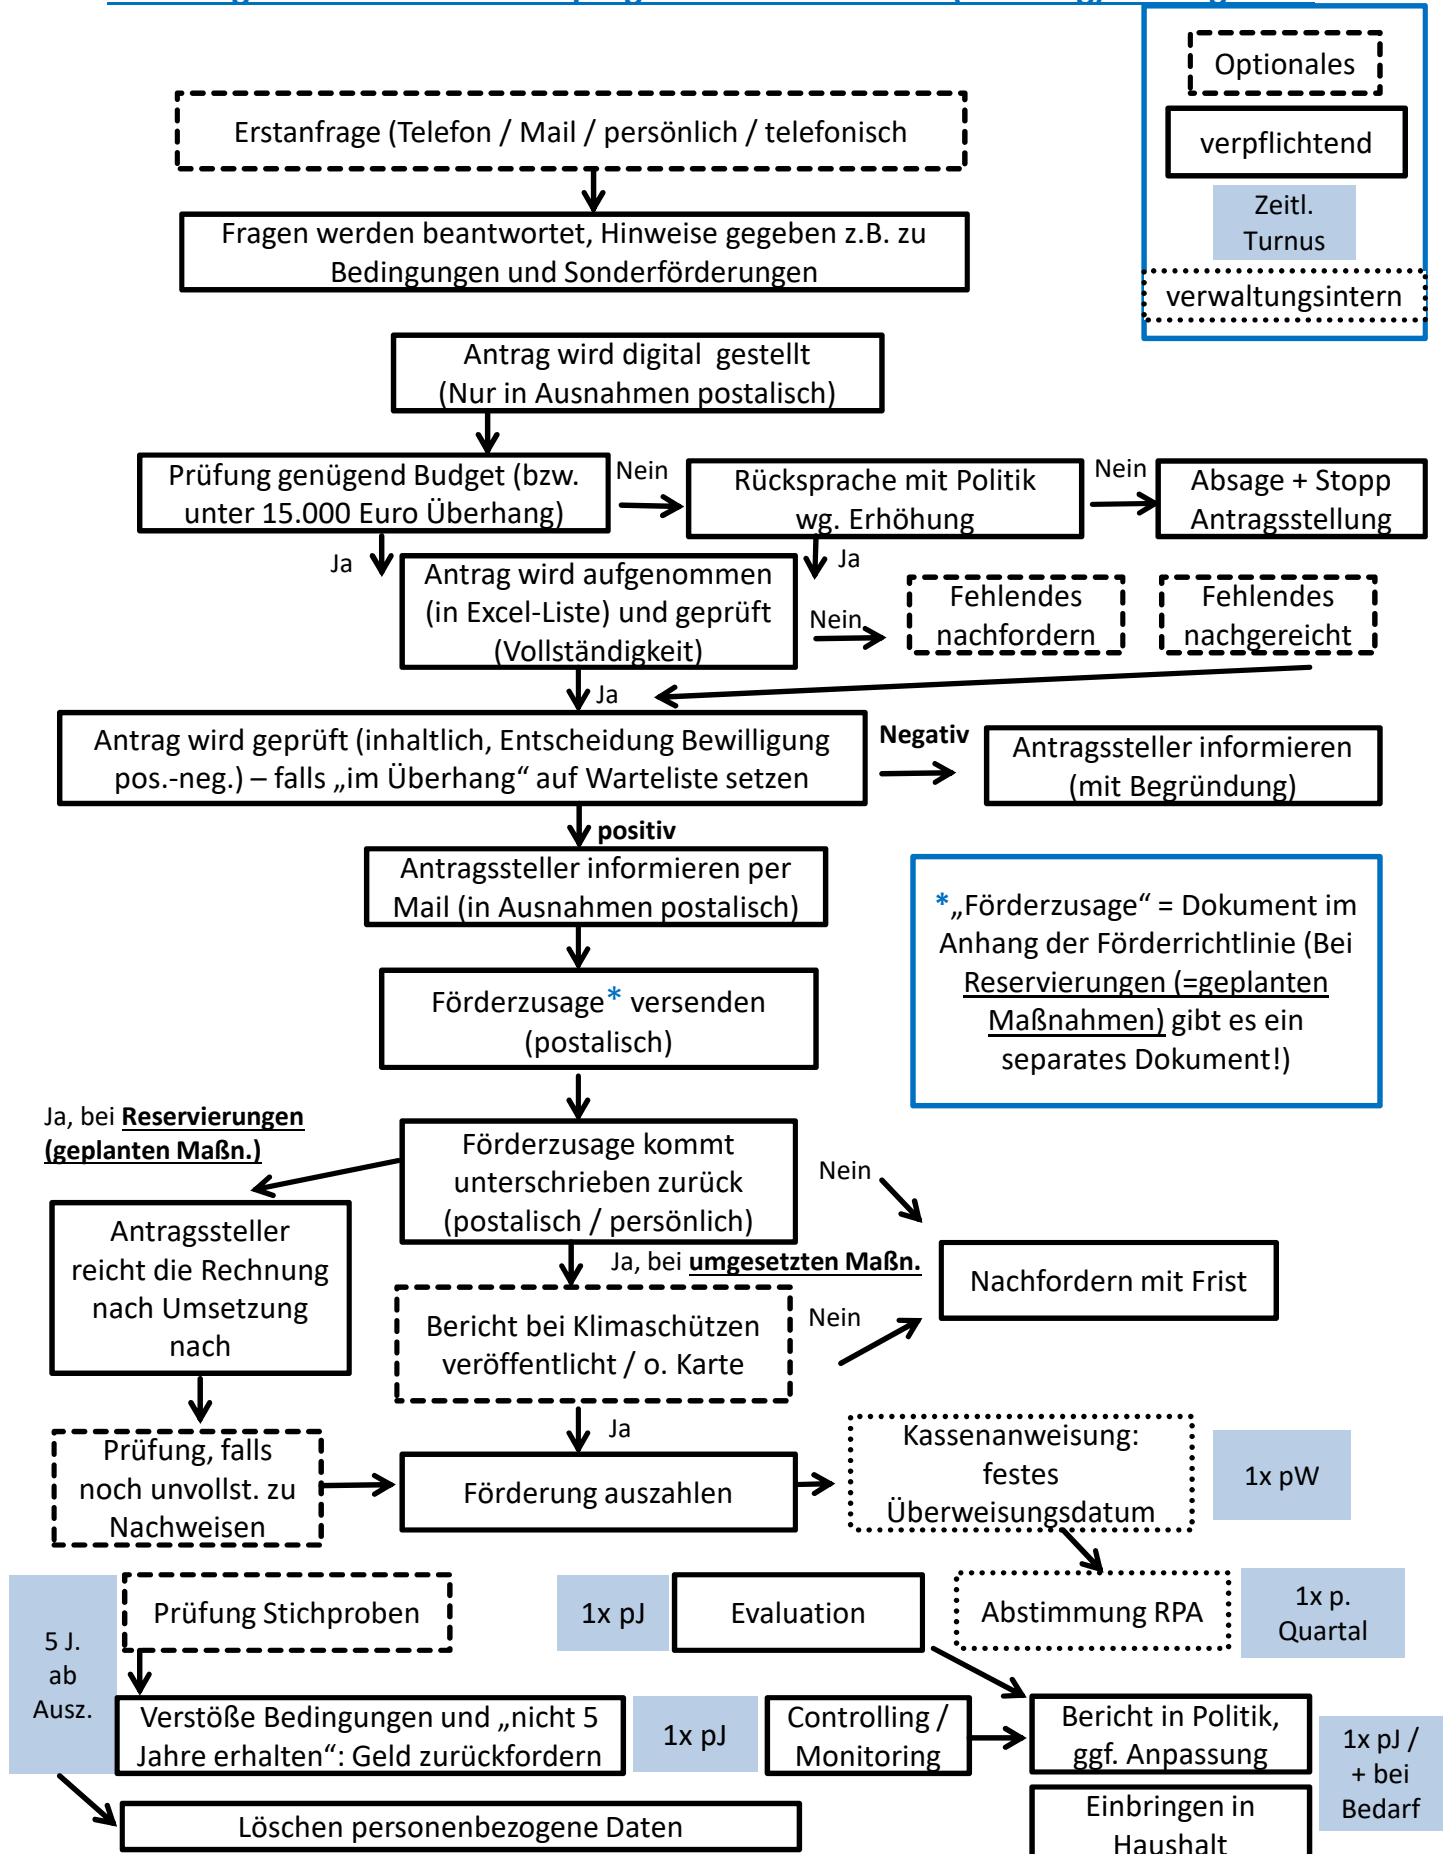 Optionales
verpflichtend
Zeitl.
Turnus
verwaltungsintern
Erstanfrage (Telefon / Mail / persönlich / telefonisch
Fragen werden beantwortet, Hinweise gegeben z.B. zu
Bedingungen und Sonderförderungen
Antrag wird digital gestellt
(Nur in Ausnahmen postalisch)
Prüfung genügend Budget (bzw.
unter 15.000 Euro Überhang)
Nein
Rücksprache mit Politik
wg. Erhöhung
Nein
Absage + Stopp
Antragsstellung
Ja
Ja
Antrag wird aufgenommen
(in Excel-Liste) und geprüft
(Vollständigkeit)
Nein
Fehlendes
nachfordern
Fehlendes
nachgereicht
Ja
Antrag wird geprüft (inhaltlich, Entscheidung Bewilligung
pos.-neg.) – falls „im Überhang“ auf Warteliste setzen
Negativ
Antragssteller informieren
(mit Begründung)
positiv
Antragssteller informieren per
Mail (in Ausnahmen postalisch)
*„Förderzusage“ = Dokument im
Anhang der Förderrichtlinie (Bei
Reservierungen (=geplanten
Maßnahmen) gibt es ein
separates Dokument!)
Förderzusage* versenden
(postalisch)
Ja, bei Reservierungen
(geplanten Maßn.)
Förderzusage kommt
unterschrieben zurück
(postalisch / persönlich)
Nein
Antragssteller
reicht die Rechnung
nach Umsetzung
nach
Ja, bei umgesetzten Maßn.
Nachfordern mit Frist
Bericht bei Klimaschützen
veröffentlicht / o. Karte
Nein
Ja
Prüfung, falls
noch unvollst. zu
Nachweisen
Förderung auszahlen
Kassenanweisung:
festes
Überweisungsdatum
1x pW
5 J.
ab
Ausz.
Prüfung Stichproben
1x pJ
Evaluation
Abstimmung RPA
1x p.
Quartal
Verstöße Bedingungen und „nicht 5
Jahre erhalten“: Geld zurückfordern
1x pJ
Controlling /
Monitoring
Bericht in Politik,
ggf. Anpassung
1x pJ /
+ bei
Bedarf
Löschen personenbezogene Daten
Einbringen in
Haushalt